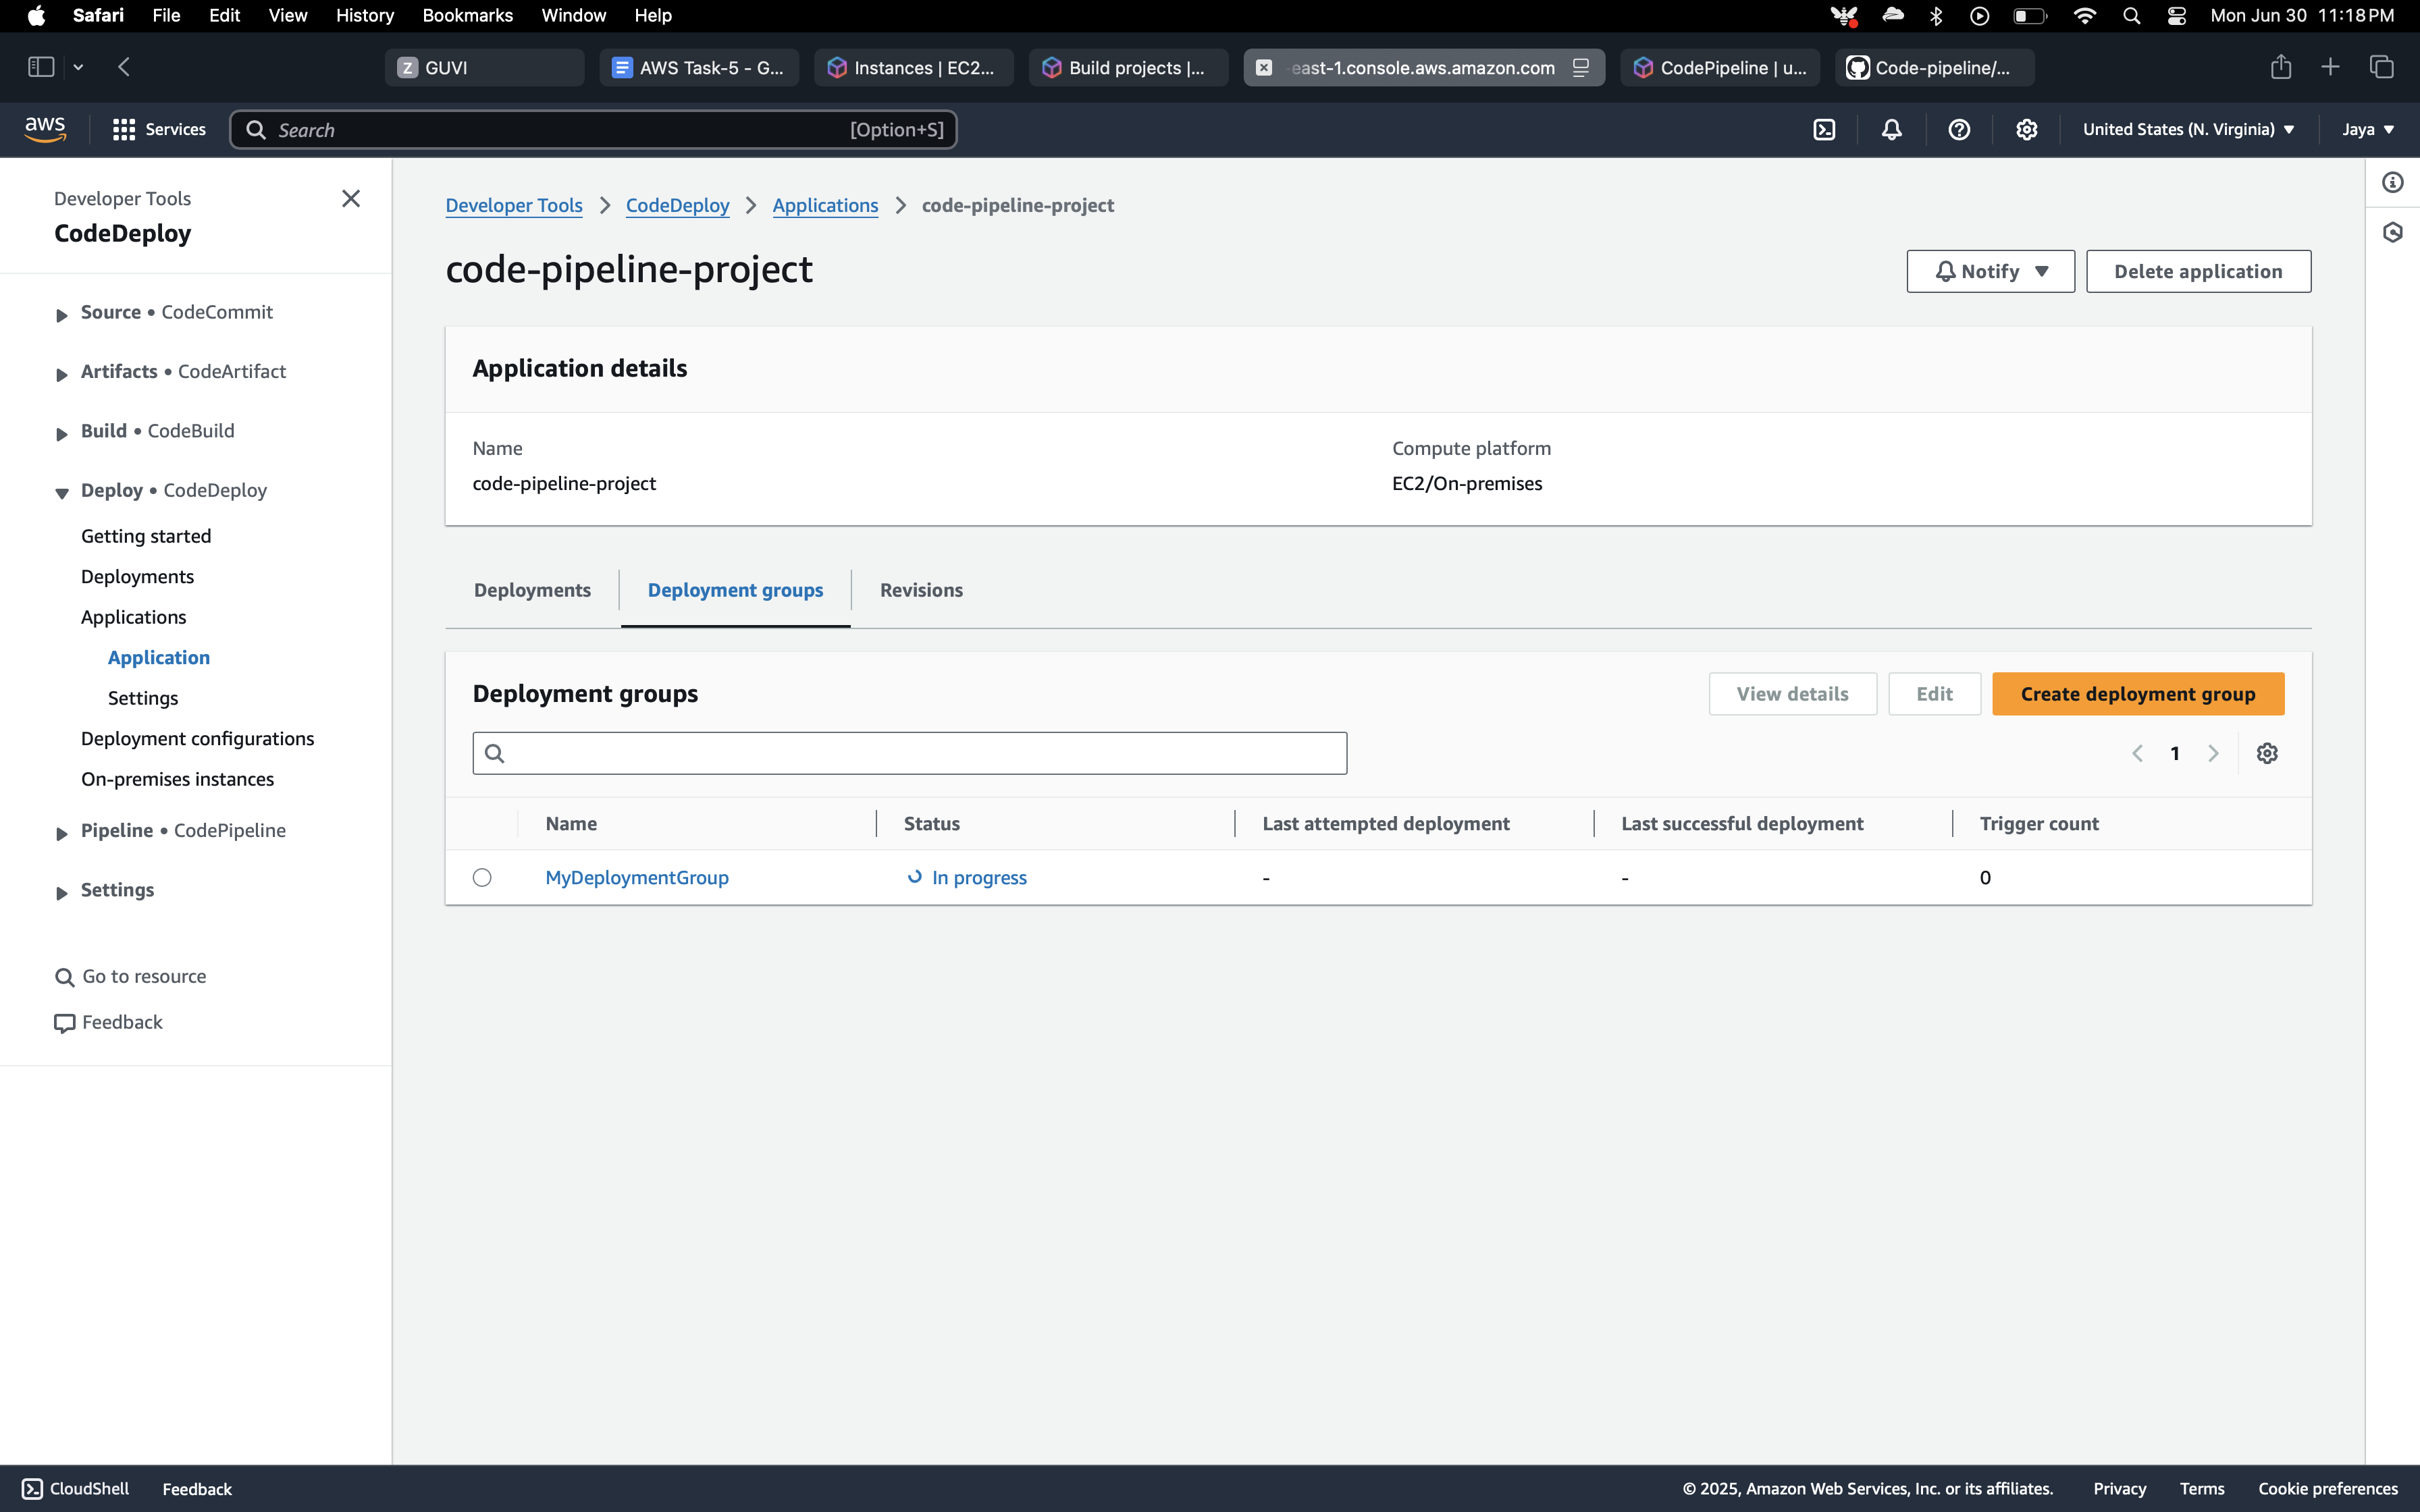 Safari File Edit View History Bookmarks Window Help Mon Jun 30 11:18 PM
Z GUVI AWS Task-5 - G... Instances | EC2... Build projects |... east-1.console.aws.amazon.com CodePipeline | u... Code-pipeline/...
aws Services Search [Option+S] United States (N. Virginia) Jaya
Developer Tools
CodeDeploy
Source • CodeCommit
Artifacts • CodeArtifact
Build • CodeBuild
Deploy • CodeDeploy
Getting started
Deployments
Applications
Application
Settings
Deployment configurations
On-premises instances
Pipeline • CodePipeline
Settings
Go to resource
Feedback
Developer Tools > CodeDeploy > Applications > code-pipeline-project
code-pipeline-project
Notify Delete application
Application details
Name Compute platform
code-pipeline-project EC2/On-premises
Deployments Deployment groups Revisions
Deployment groups View details Edit Create deployment group
1
Name Status Last attempted deployment Last successful deployment Trigger count
MyDeploymentGroup In progress - - 0
CloudShell Feedback © 2025, Amazon Web Services, Inc. or its affiliates. Privacy Terms Cookie preferences